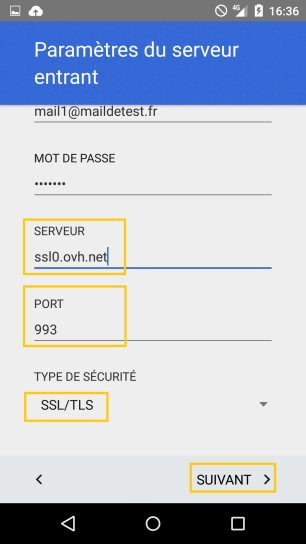 16:36
Paramètres du serveur
entrant
mail1@maildetest.fr
MOT DE PASSE
•••••••
SERVEUR
ssl0.ovh.net
PORT
993
TYPE DE SÉCURITÉ
SSL/TLS
SUIVANT